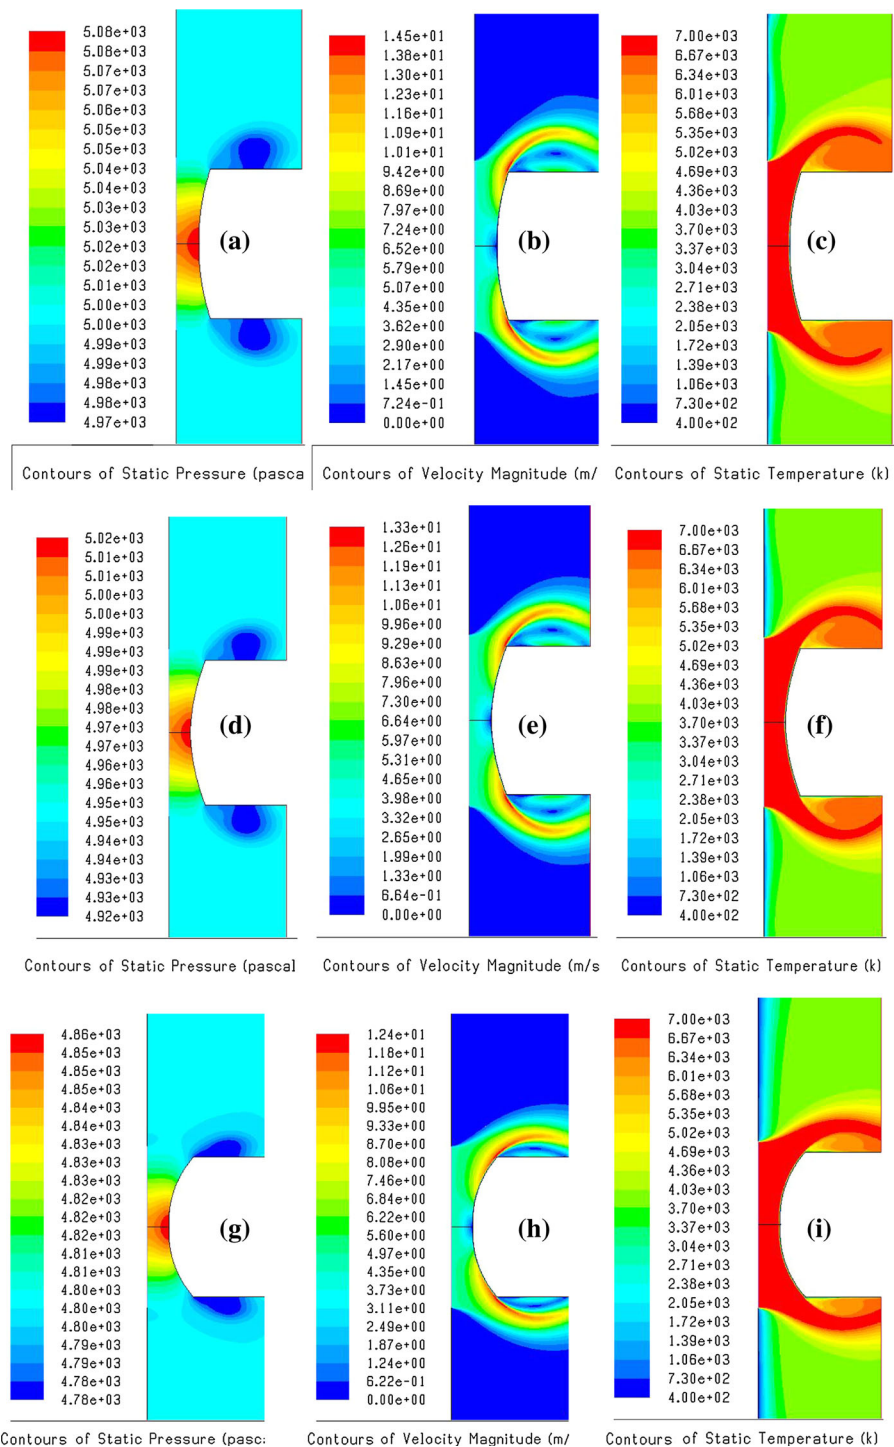 5.08e+03
5.08e+03
5.07e+03
5.07e+03
5.06e+03
5.05e+03
5.05e+03
5.04e+03
5.04e+03
5.03e+03
5.03e+03
5.02e+03
5.02e+03
5.01e+03
5.00e+03
5.00e+03
4.99e+03
4.99e+03
4.98e+03
4.98e+03
4.97e+03
(a)
Contours of Static Pressure (pasca
1.45e+01
1.38e+01
1.30e+01
1.23e+01
1.16e+01
1.09e+01
1.01e+01
9.42e+00
8.69e+00
7.97e+00
7.24e+00
6.52e+00
5.79e+00
5.07e+00
4.35e+00
3.62e+00
2.90e+00
2.17e+00
1.45e+00
7.24e-01
0.00e+00
(b)
Contours of Velocity Magnitude (m/
7.00e+03
6.67e+03
6.34e+03
6.01e+03
5.68e+03
5.35e+03
5.02e+03
4.69e+03
4.36e+03
4.03e+03
3.70e+03
3.37e+03
3.04e+03
2.71e+03
2.38e+03
2.05e+03
1.72e+03
1.39e+03
1.06e+03
7.30e+02
4.00e+02
(c)
Contours of Static Temperature (k)
5.02e+03
5.01e+03
5.01e+03
5.00e+03
5.00e+03
4.99e+03
4.99e+03
4.99e+03
4.98e+03
4.98e+03
4.97e+03
4.97e+03
4.96e+03
4.96e+03
4.95e+03
4.95e+03
4.94e+03
4.94e+03
4.93e+03
4.93e+03
4.92e+03
(d)
Contours of Static Pressure (pascal
1.33e+01
1.26e+01
1.19e+01
1.13e+01
1.06e+01
9.96e+00
9.29e+00
8.63e+00
7.96e+00
7.30e+00
6.64e+00
5.97e+00
5.31e+00
4.65e+00
3.98e+00
3.32e+00
2.65e+00
1.99e+00
1.33e+00
6.64e-01
0.00e+00
(e)
Contours of Velocity Magnitude (m/s
7.00e+03
6.67e+03
6.34e+03
6.01e+03
5.68e+03
5.35e+03
5.02e+03
4.69e+03
4.36e+03
4.03e+03
3.70e+03
3.37e+03
3.04e+03
2.71e+03
2.38e+03
2.05e+03
1.72e+03
1.39e+03
1.06e+03
7.30e+02
4.00e+02
(f)
Contours of Static Temperature (k)
4.86e+03
4.85e+03
4.85e+03
4.85e+03
4.84e+03
4.84e+03
4.83e+03
4.83e+03
4.83e+03
4.82e+03
4.82e+03
4.82e+03
4.81e+03
4.81e+03
4.80e+03
4.80e+03
4.80e+03
4.79e+03
4.79e+03
4.78e+03
4.78e+03
(g)
Contours of Static Pressure (pasc
1.24e+01
1.18e+01
1.12e+01
1.06e+01
9.95e+00
9.33e+00
8.70e+00
8.08e+00
7.46e+00
6.84e+00
6.22e+00
5.60e+00
4.97e+00
4.35e+00
3.73e+00
3.11e+00
2.49e+00
1.87e+00
1.24e+00
6.22e-01
0.00e+00
(h)
Contours of Velocity Magnitude (m/
7.00e+03
6.67e+03
6.34e+03
6.01e+03
5.68e+03
5.35e+03
5.02e+03
4.69e+03
4.36e+03
4.03e+03
3.70e+03
3.37e+03
3.04e+03
2.71e+03
2.38e+03
2.05e+03
1.72e+03
1.39e+03
1.06e+03
7.30e+02
4.00e+02
(i)
Contours of Static Temperature (k)